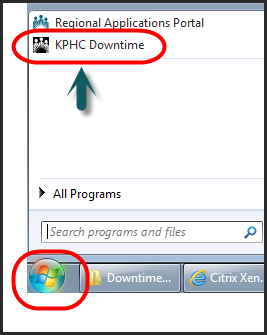 Regional Applications Portal
KPHC Downtime
All Programs
Search programs and files
Downtime...
Citrix Xen.